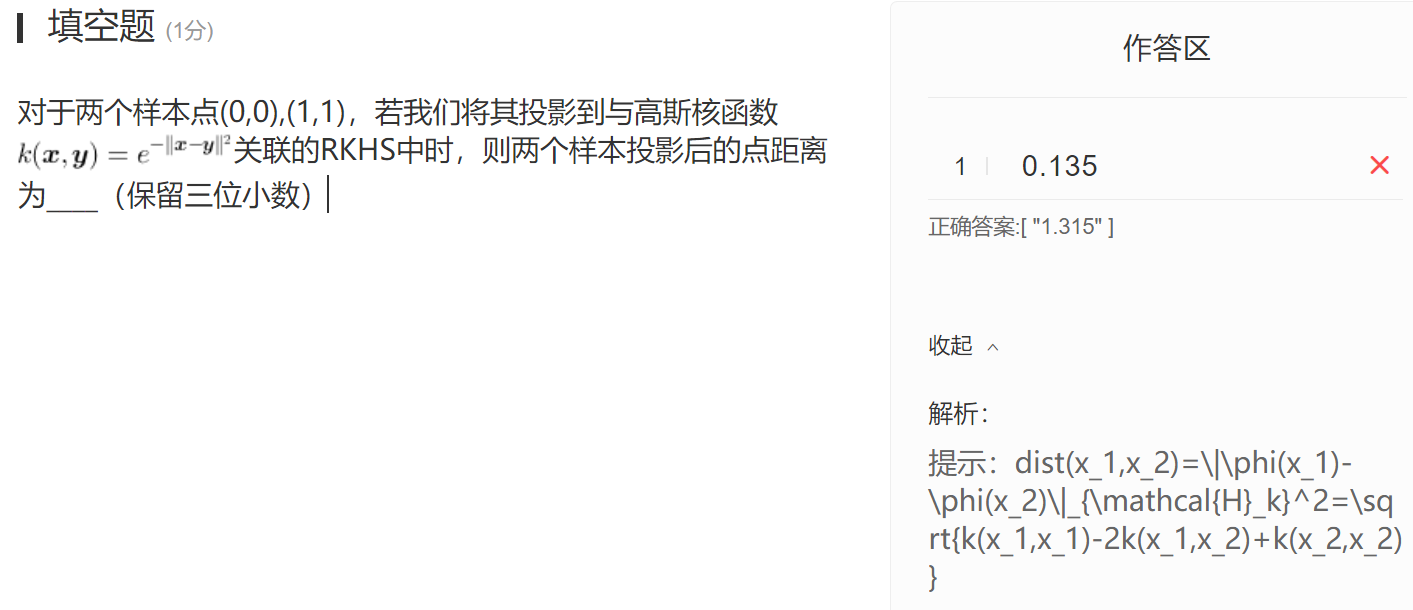 填空题 (1分)
对于两个样本点(0,0),(1,1)，若我们将其投影到与高斯核函数
k(x, y) = e^{-‖x-y‖²}关联的RKHS中时，则两个样本投影后的点距离
为____（保留三位小数）
作答区
1 0.135 ×
正确答案:[ "1.315" ]
收起
解析：
提示：dist(x_1,x_2)=\|\phi(x_1)-
\phi(x_2)\|_{\mathcal{H}_k}^2=\sq
rt{k(x_1,x_1)-2k(x_1,x_2)+k(x_2,x_2)
}